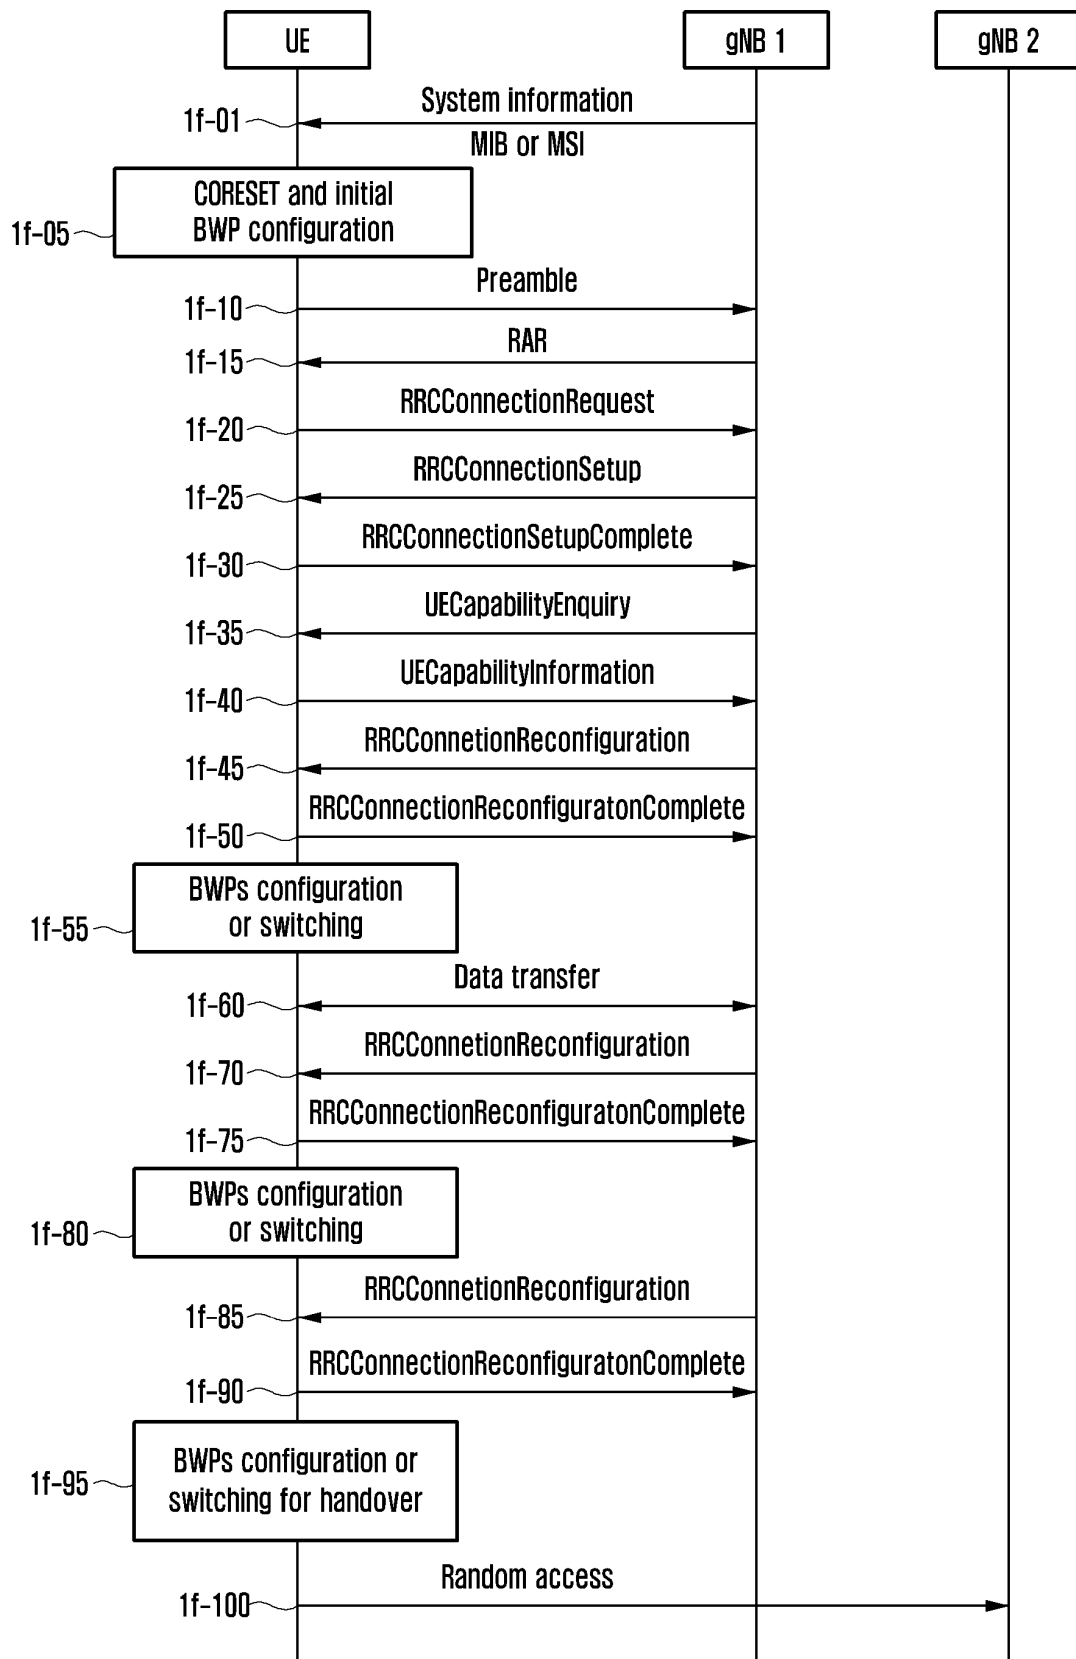 UE
gNB 1
gNB 2
System information
1f-01
MIB or MSI
CORESET and initial
BWP configuration
1f-05
Preamble
1f-10
RAR
1f-15
RRCConnectionRequest
1f-20
RRCConnectionSetup
1f-25
RRCConnectionSetupComplete
1f-30
UECapabilityEnquiry
1f-35
UECapabilityInformation
1f-40
RRCConnetionReconfiguration
1f-45
RRCConnectionReconfiguratonComplete
1f-50
BWPs configuration
or switching
1f-55
Data transfer
1f-60
RRCConnetionReconfiguration
1f-70
RRCConnectionReconfiguratonComplete
1f-75
BWPs configuration
or switching
1f-80
RRCConnetionReconfiguration
1f-85
RRCConnectionReconfiguratonComplete
1f-90
BWPs configuration or
switching for handover
1f-95
Random access
1f-100